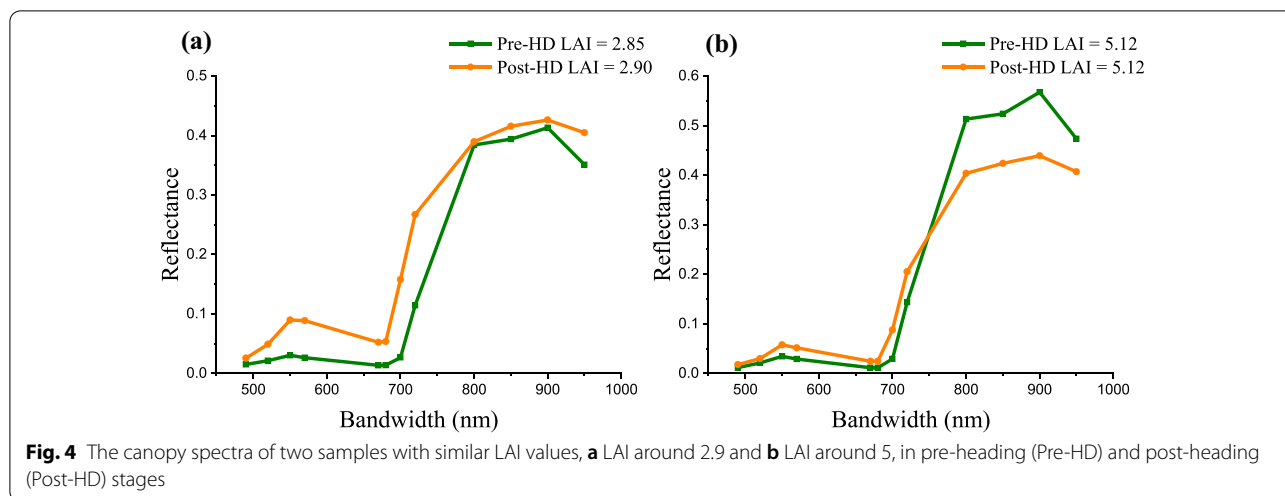 (a)
Pre-HD LAI = 2.85
Post-HD LAI = 2.90
0.5
0.4
0.3
0.2
0.1
0.0
Reflectance
500 600 700 800 900 1000
Bandwidth (nm)
(b)
Pre-HD LAI = 5.12
Post-HD LAI = 5.12
0.6
0.5
0.4
0.3
0.2
0.1
0.0
Reflectance
500 600 700 800 900 1000
Bandwidth (nm)
Fig. 4 The canopy spectra of two samples with similar LAI values, a LAI around 2.9 and b LAI around 5, in pre-heading (Pre-HD) and post-heading
(Post-HD) stages